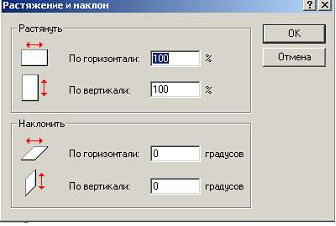 Растяжение и наклон
Растянуть
По горизонтали: 100 %
По вертикали: 100 %
Наклонить
По горизонтали: 0 градусов
По вертикали: 0 градусов
OK
Отмена